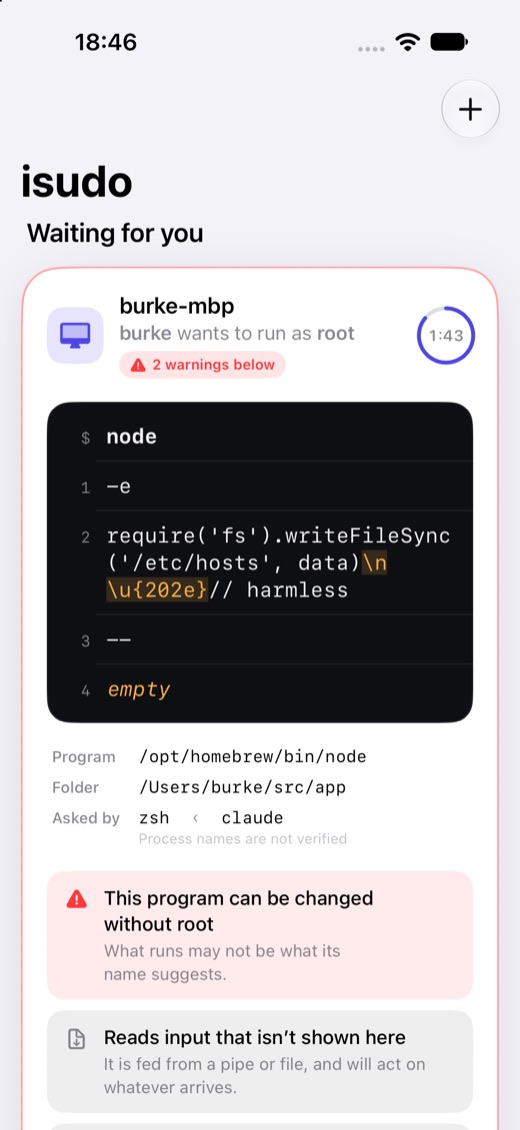 18:46
isudo
Waiting for you
burke-mbp
burke wants to run as root
1:43
2 warnings below
$ node
1 -e
2 require('fs').writeFileSync
('/etc/hosts', data)\n
\u{202e}// harmless
3 --
4 empty
Program /opt/homebrew/bin/node
Folder /Users/burke/src/app
Asked by zsh ‹ claude
Process names are not verified
This program can be changed
without root
What runs may not be what its
name suggests.
Reads input that isn’t shown here
It is fed from a pipe or file, and will act on
whatever arrives.